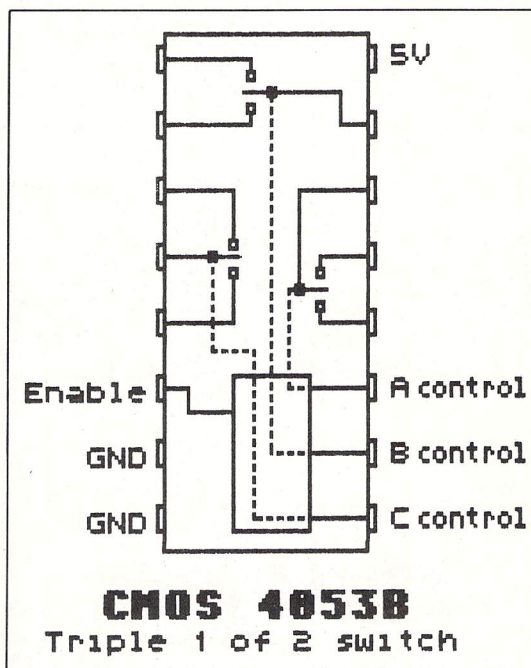 5V
Enable
A control
GND
B control
GND
C control
CMOS 4053B
Triple 1 of 2 switch